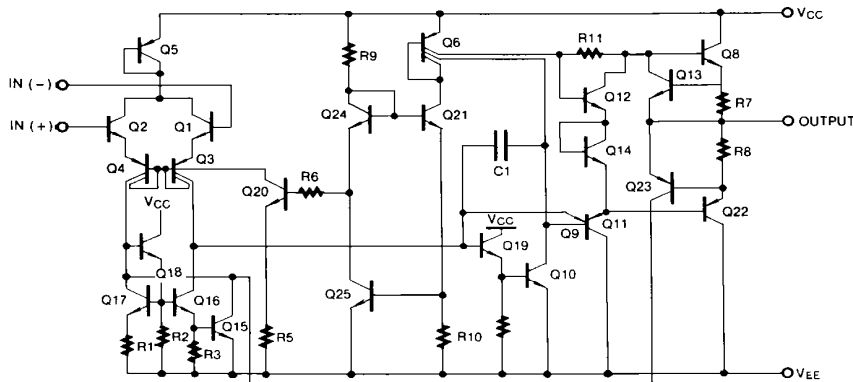 VCC
Q5
Q6
R11
Q8
R9
IN (−)
Q13
Q12
R7
IN (+)
Q2
Q1
Q24
Q21
OUTPUT
Q14
R8
C1
Q4
Q3
R6
Q20
Q23
VCC
VCC
Q9
Q11
Q22
Q19
Q18
Q10
Q17
Q16
Q25
Q15
R1
R2
R3
R5
R10
VEE